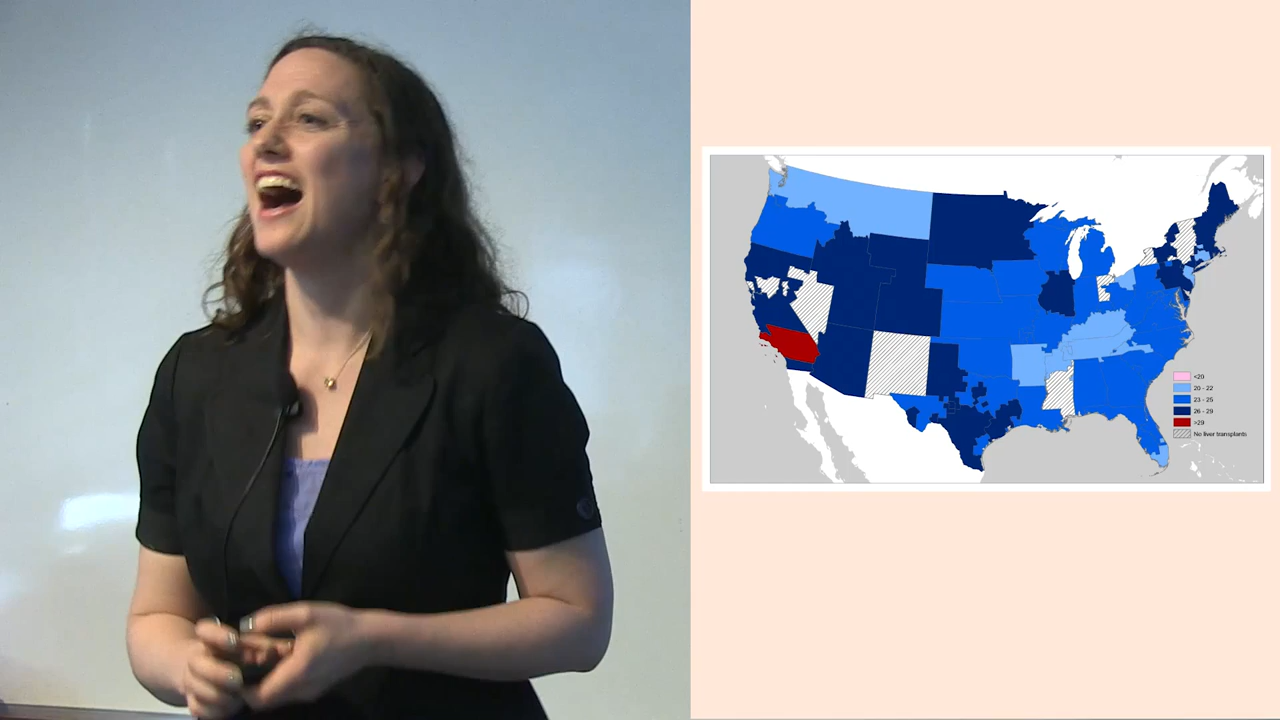 <20
20 - 22
23 - 25
26 - 29
>29
No liver transplants